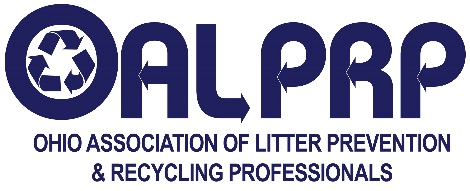 OALPRP
OHIO ASSOCIATION OF LITTER PREVENTION
& RECYCLING PROFESSIONALS